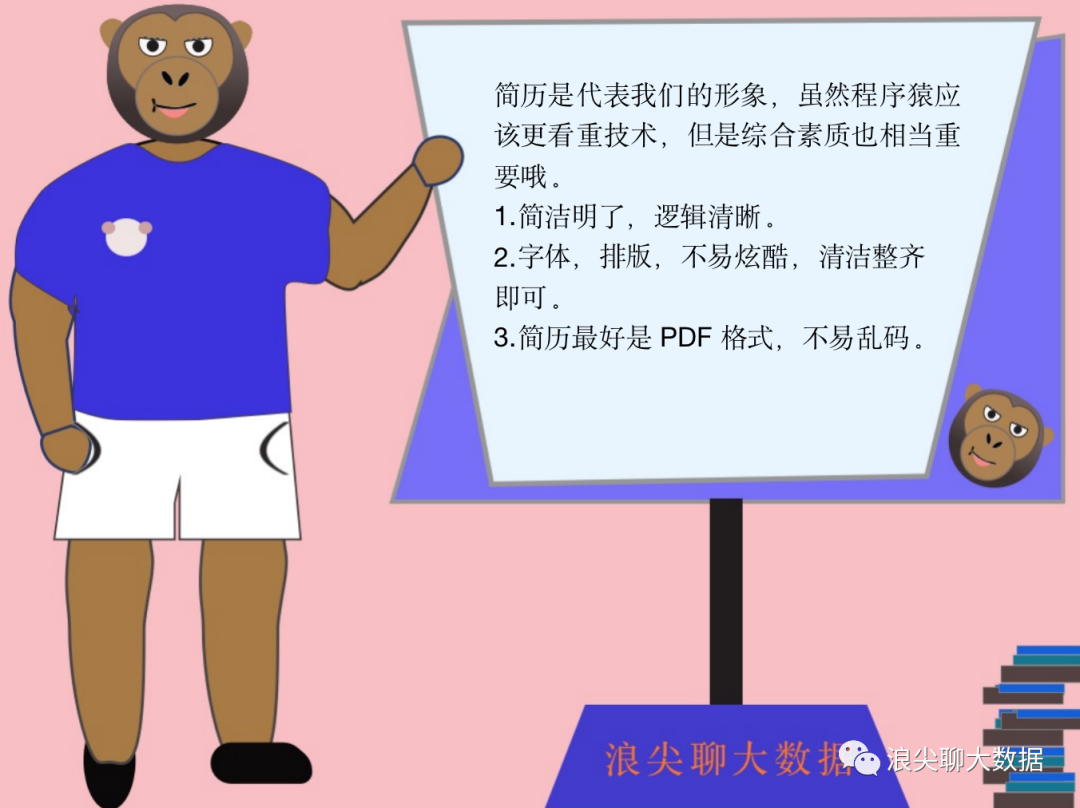 简历是代表我们的形象，虽然程序猿应
该更看重技术，但是综合素质也相当重
要哦。
1.简洁明了，逻辑清晰。
2.字体，排版，不易炫酷，清洁整齐
即可。
3.简历最好是 PDF 格式，不易乱码。
浪尖聊大数据
浪尖聊大数据